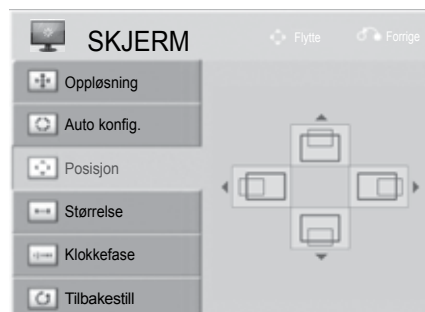 SKJERM
Flytte
Forrige
Oppløsning
Auto konfig.
Posisjon
Størrelse
Klokkefase
Tilbakestill